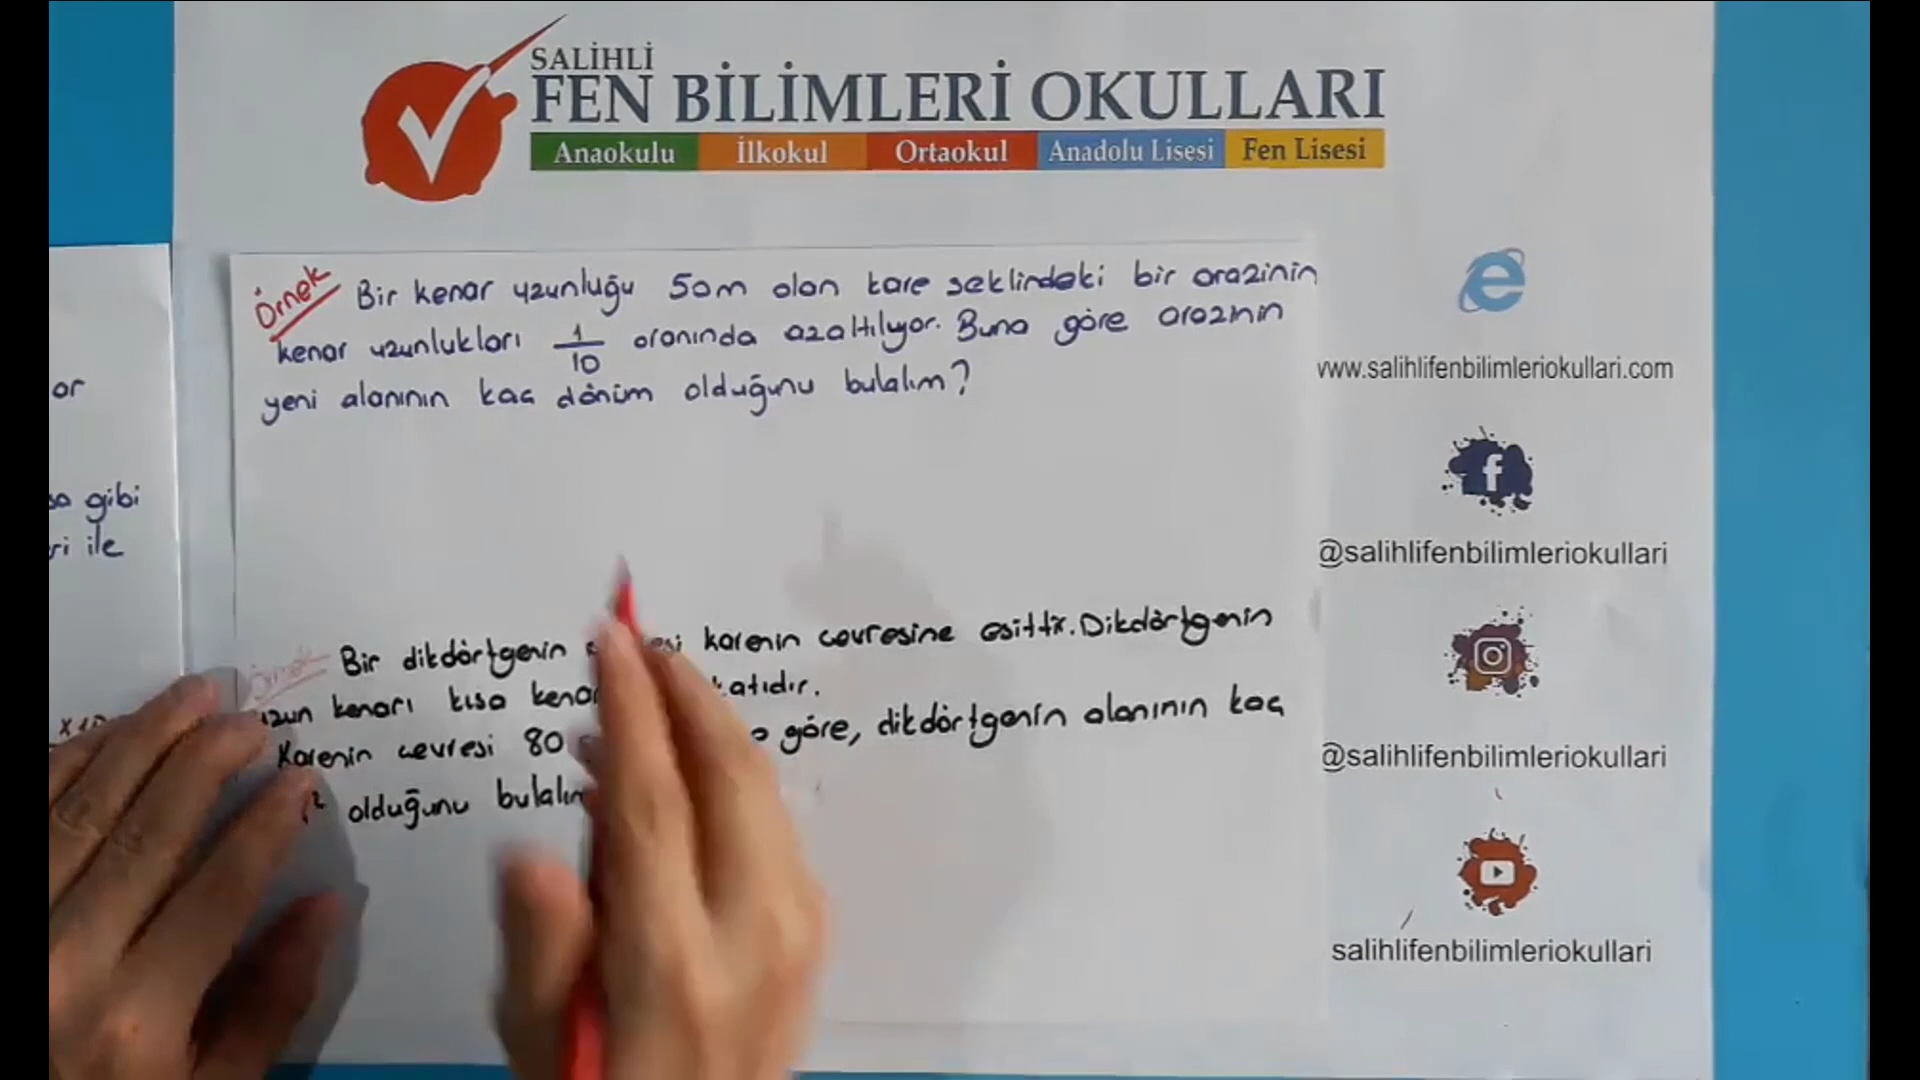 SALİHLİ
FEN BİLİMLERİ OKULLARI
Anaokulu İlkokul Ortaokul Anadolu Lisesi Fen Lisesi
Örnek Bir kenar uzunluğu 50m olan kare şeklindeki bir arazinin
kenar uzunlukları 1/10 oranında azaltılıyor. Buna göre arazinin
yeni alanının kaç dönüm olduğunu bulalım?
or
gibi
ile
Örnek Bir dikdörtgenin karenin çevresine eşittir. Dikdörtgenin
uzun kenarı kısa katıdır.
Karenin çevresi 80 göre, dikdörtgenin alanının kaç
olduğunu
www.salihlifenbilimleriokullari.com
@salihlifenbilimleriokullari
@salihlifenbilimleriokullari
salihlifenbilimleriokullari